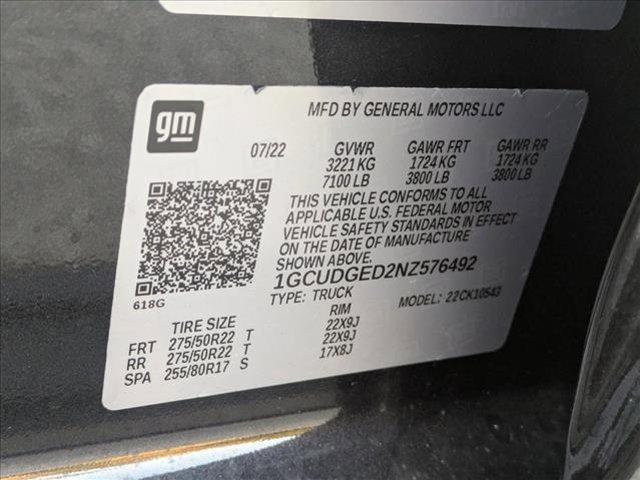 gm
MFD BY GENERAL MOTORS LLC
07/22 GVWR GAWR FRT GAWR RR
3221 KG 1724 KG 1724 KG
7100 LB 3800 LB 3800 LB
THIS VEHICLE CONFORMS TO ALL
APPLICABLE U.S. FEDERAL MOTOR
VEHICLE SAFETY STANDARDS IN EFFECT
ON THE DATE OF MANUFACTURE
SHOWN ABOVE.
1GCUDGED2NZ576492
618G TYPE: TRUCK MODEL: 22CK10543
TIRE SIZE RIM
FRT 275/50R22 T 22X9J
RR 275/50R22 T 22X9J
SPA 255/80R17 S 17X8J